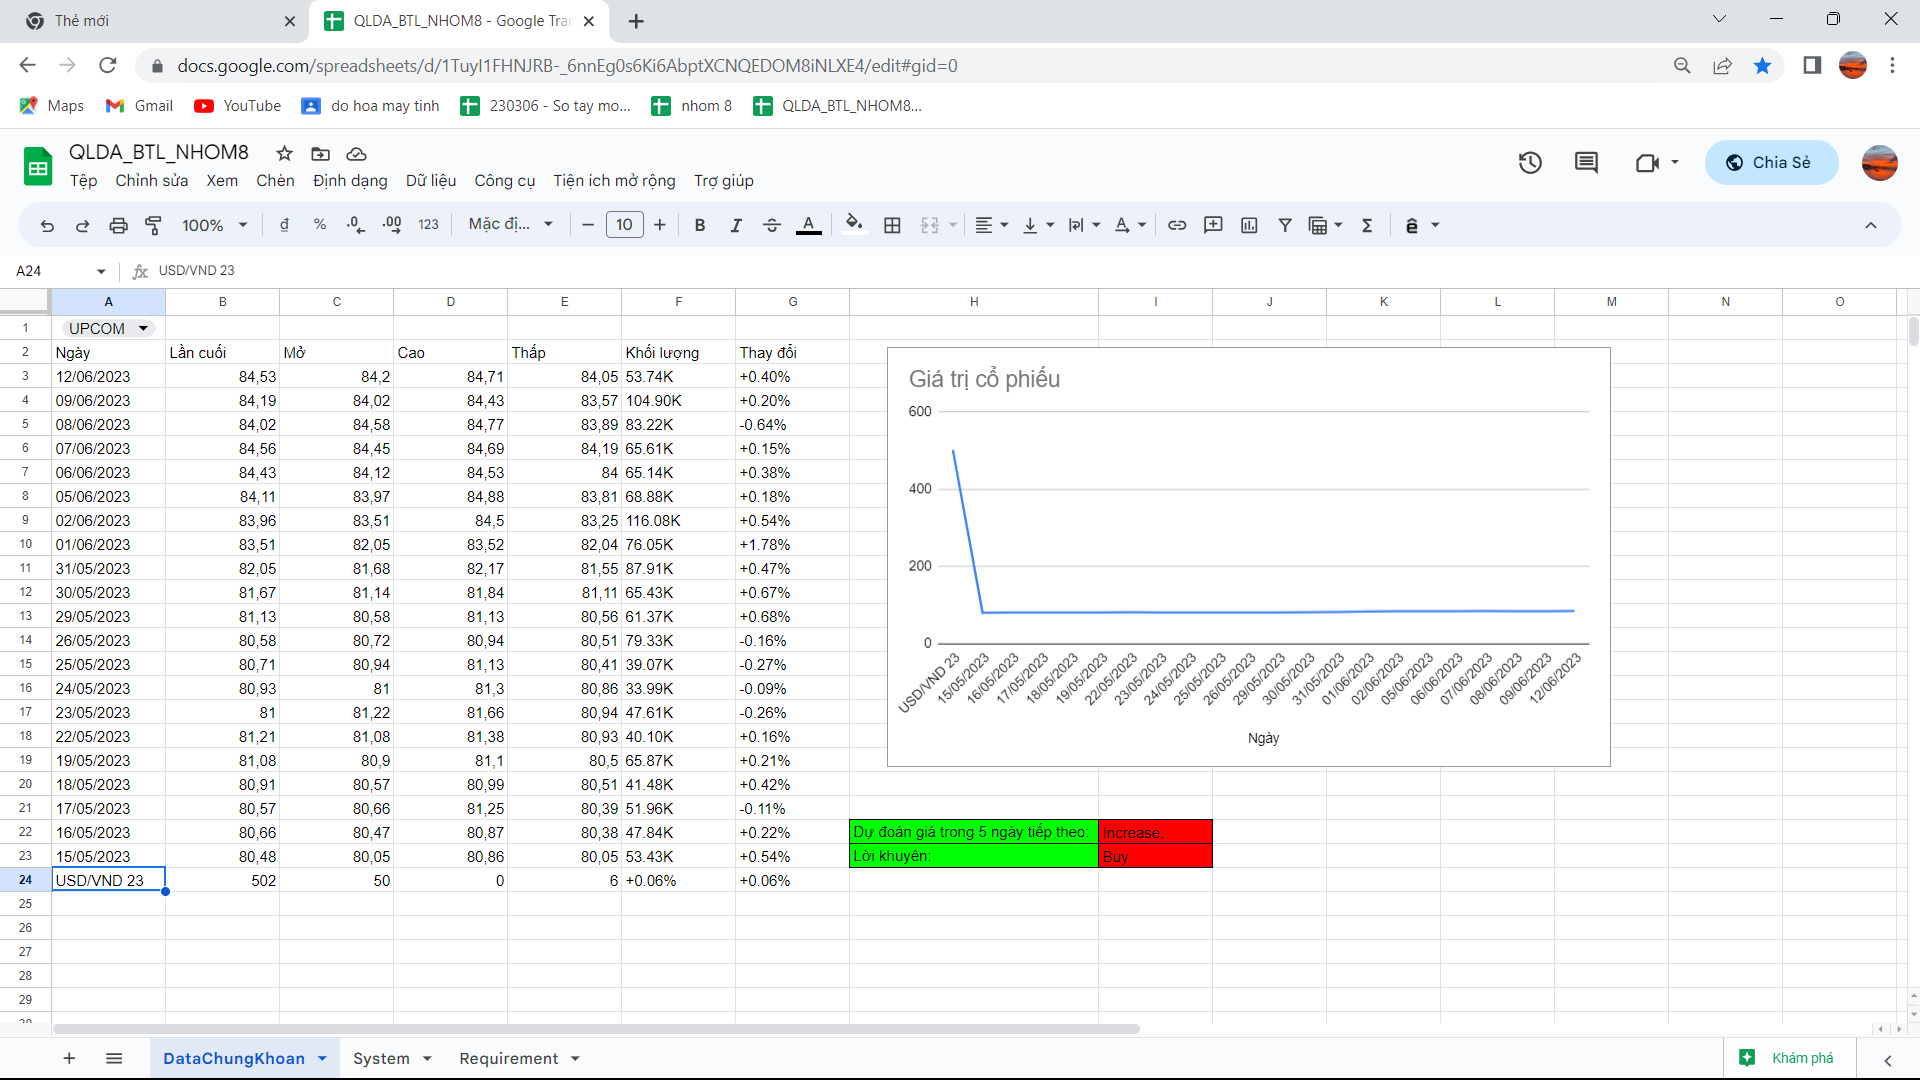 Thẻ mới
QLDA_BTL_NHOM8 - Google Tran
docs.google.com/spreadsheets/d/1TuyI1FHNJRB-_6nnEg0s6Ki6AbptXCNQEDOM8iNLXE4/edit#gid=0
Maps Gmail YouTube do hoa may tinh 230306 - So tay mo... nhom 8 QLDA_BTL_NHOM8...
QLDA_BTL_NHOM8
Tệp Chỉnh sửa Xem Chèn Định dạng Dữ liệu Công cụ Tiện ích mở rộng Trợ giúp
Chia Sẻ
100% đ % .0 .00 123 Mặc đị... 10 B I A Σ ê
A24 fx USD/VND 23
A B C D E F G H I J K L M N O
1 UPCOM
2 Ngày Lần cuối Mở Cao Thấp Khối lượng Thay đổi
3 12/06/2023 84,53 84,2 84,71 84,05 53.74K +0.40%
4 09/06/2023 84,19 84,02 84,43 83,57 104.90K +0.20%
5 08/06/2023 84,02 84,58 84,77 83,89 83.22K -0.64%
6 07/06/2023 84,56 84,45 84,69 84,19 65.61K +0.15%
7 06/06/2023 84,43 84,12 84,53 84 65.14K +0.38%
8 05/06/2023 84,11 83,97 84,88 83,81 68.88K +0.18%
9 02/06/2023 83,96 83,51 84,5 83,25 116.08K +0.54%
10 01/06/2023 83,51 82,05 83,52 82,04 76.05K +1.78%
11 31/05/2023 82,05 81,68 82,17 81,55 87.91K +0.47%
12 30/05/2023 81,67 81,14 81,84 81,11 65.43K +0.67%
13 29/05/2023 81,13 80,58 81,13 80,56 61.37K +0.68%
14 26/05/2023 80,58 80,72 80,94 80,51 79.33K -0.16%
15 25/05/2023 80,71 80,94 81,13 80,41 39.07K -0.27%
16 24/05/2023 80,93 81 81,3 80,86 33.99K -0.09%
17 23/05/2023 81 81,22 81,66 80,94 47.61K -0.26%
18 22/05/2023 81,21 81,08 81,38 80,93 40.10K +0.16%
19 19/05/2023 81,08 80,9 81,1 80,5 65.87K +0.21%
20 18/05/2023 80,91 80,57 80,99 80,51 41.48K +0.42%
21 17/05/2023 80,57 80,66 81,25 80,39 51.96K -0.11%
22 16/05/2023 80,66 80,47 80,87 80,38 47.84K +0.22%
23 15/05/2023 80,48 80,05 80,86 80,05 53.43K +0.54%
24 USD/VND 23 502 50 0 6 +0.06% +0.06%
25
26
27
28
29
30
Giá trị cổ phiếu
600
400
200
0
USD/VND 23 15/05/2023 16/05/2023 17/05/2023 18/05/2023 19/05/2023 22/05/2023 23/05/2023 24/05/2023 25/05/2023 26/05/2023 29/05/2023 30/05/2023 31/05/2023 01/06/2023 02/06/2023 05/06/2023 06/06/2023 07/06/2023 08/06/2023 09/06/2023 12/06/2023
Ngày
Dự đoán giá trong 5 ngày tiếp theo: Increase.
Lời khuyên: Buy
DataChungKhoan System Requirement
Khám phá